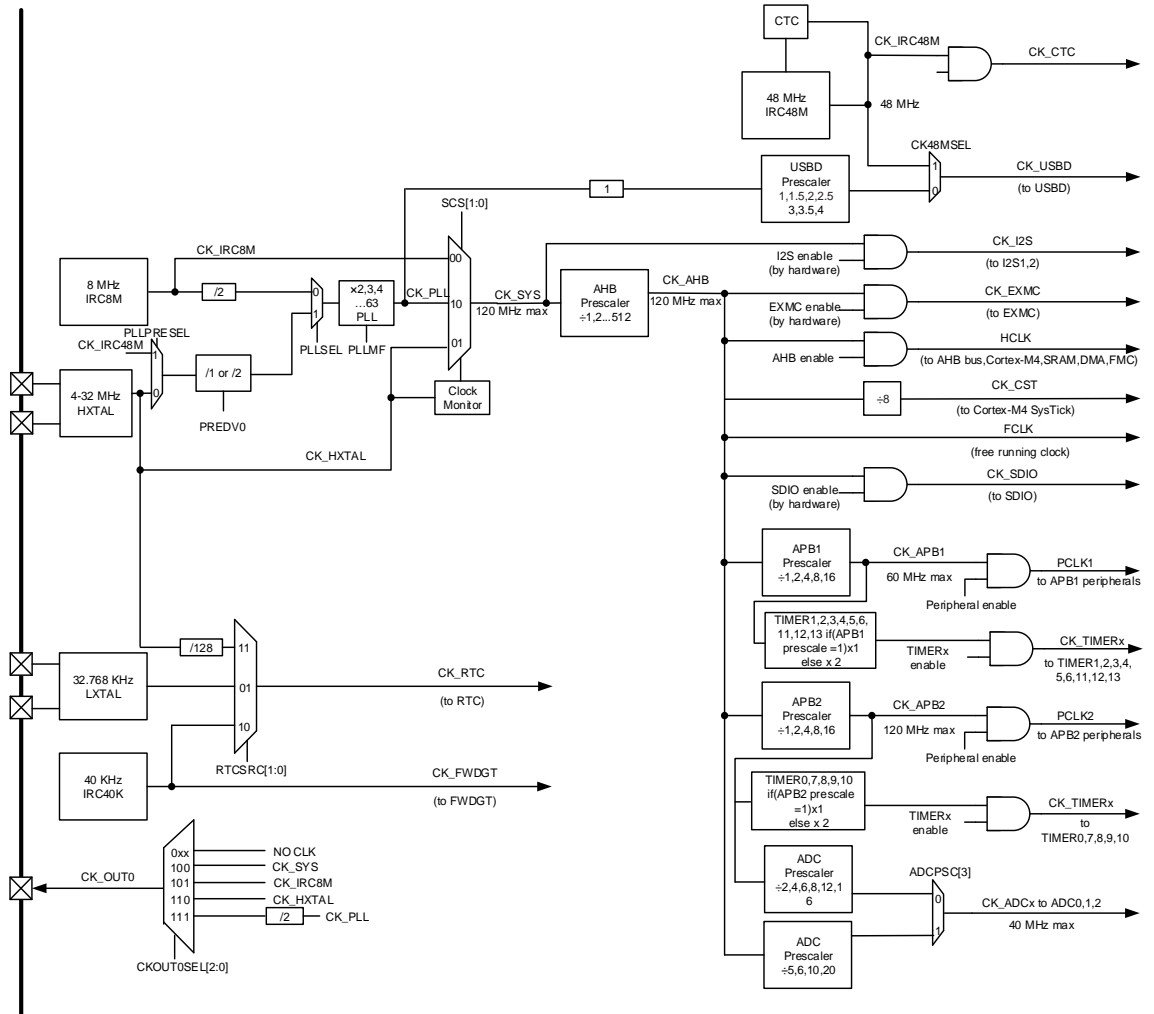 CTC
CK_IRC48M
CK_CTC
48 MHz
IRC48M
48 MHz
CK48MSEL
1
0
CK_USBD
(to USBD)
USBD
Prescaler
1,1.5,2,2.5
3,3.5,4
1
SCS[1:0]
CK_IRC8M
00
10
01
8 MHz
IRC8M
/2
0
1
PLLSEL
×2,3,4
…63
PLL
PLLMF
CK_PLL
CK_SYS
120 MHz max
AHB
Prescaler
÷1,2...512
CK_AHB
120 MHz max
I2S enable
(by hardware)
CK_I2S
(to I2S1,2)
EXMC enable
(by hardware)
CK_EXMC
(to EXMC)
AHB enable
HCLK
(to AHB bus,Cortex-M4,SRAM,DMA,FMC)
÷8
CK_CST
(to Cortex-M4 SysTick)
FCLK
(free running clock)
SDIO enable
(by hardware)
CK_SDIO
(to SDIO)
PLLPRESEL
CK_IRC48M
1
0
/1 or /2
PREDV0
4-32 MHz
HXTAL
Clock
Monitor
CK_HXTAL
APB1
Prescaler
÷1,2,4,8,16
CK_APB1
60 MHz max
Peripheral enable
PCLK1
to APB1 peripherals
TIMER1,2,3,4,5,6,
11,12,13 if(APB1
prescale =1)x1
else x 2
TIMERx
enable
CK_TIMERx
to TIMER1,2,3,4,
5,6,11,12,13
/128
11
01
10
RTCSRC[1:0]
32.768 KHz
LXTAL
CK_RTC
(to RTC)
40 KHz
IRC40K
CK_FWDGT
(to FWDGT)
APB2
Prescaler
÷1,2,4,8,16
CK_APB2
120 MHz max
Peripheral enable
PCLK2
to APB2 peripherals
TIMER0,7,8,9,10
if(APB2 prescale
=1)x1
else x 2
TIMERx
enable
CK_TIMERx
to
TIMER0,7,8,9,10
CK_OUT0
0xx
NO CLK
100
CK_SYS
101
CK_IRC8M
110
CK_HXTAL
111
/2
CK_PLL
CKOUT0SEL[2:0]
ADC
Prescaler
÷2,4,6,8,12,1
6
ADCPSC[3]
0
1
CK_ADCx to ADC0,1,2
40 MHz max
ADC
Prescaler
÷5,6,10,20